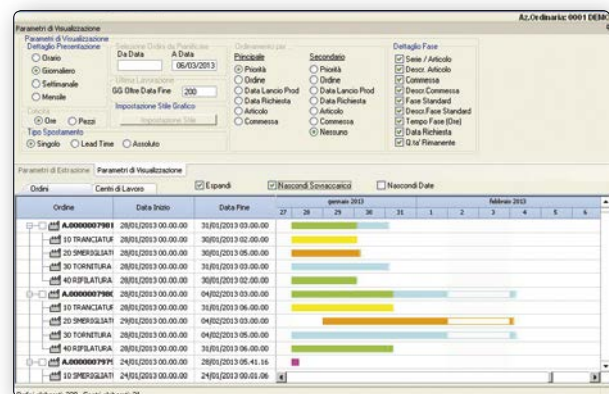 Az.Ordinaria: 0001 DEMO
Parametri di Visualizzazione
Parametri di Visualizzazione
Dettaglio Presentazione
Orario
Giornaliero
Settimanale
Mensile
Selezione Ordini da Pianificare
Da Data A Data
06/03/2013
Ultima Lavorazione
GG Oltre Data Fine 200
Impostazione Stile Grafico
Impostazione Stile
Ore Pezzi
Tipo Spostamento
Singolo Lead Time Assoluto
Ordinamento per
Principale Secondario
Priorità Priorità
Ordine Ordine
Data Lancio Prod Data Lancio Prod
Data Richiesta Data Richiesta
Articolo Articolo
Commessa Commessa
Nessuno
Dettaglio Fase
Serie / Articolo
Descr. Articolo
Commessa
Descr.Commessa
Fase Standard
Descr.Fase Standard
Tempo Fase (Ore)
Data Richiesta
Q.ta' Rimanente
Parametri di Estrazione Parametri di Visualizzazione
Ordini Centri di Lavoro Espandi Nascondi Sovraccarico Nascondi Date
Ordine Data Inizio Data Fine gennaio 2013 febbraio 2013
27 28 29 30 31 1 2 3 4 5 6
28/01/2013 00.00.00 31/01/2013 03.00.00
10 TRANCIATUR 28/01/2013 00.00.00 30/01/2013 02.00.00
20 SMERIGLIATI 28/01/2013 00.00.00 30/01/2013 05.00.00
30 TORNITURA 28/01/2013 00.00.00 31/01/2013 03.00.00
40 RIFILATURA 28/01/2013 00.00.00 30/01/2013 02.00.00
28/01/2013 00.00.00 04/02/2013 03.00.00
10 TRANCIATUR 28/01/2013 00.00.00 31/01/2013 06.00.00
20 SMERIGLIATI 29/01/2013 00.00.00 04/02/2013 03.00.00
30 TORNITURA 28/01/2013 00.00.00 04/02/2013 05.00.00
40 RIFILATURA 28/01/2013 00.00.00 31/01/2013 06.00.00
24/01/2013 00.00.00 28/01/2013 05.41.16
10 SMERIGLIATI 24/01/2013 00.00.00 24/01/2013 00.01.06